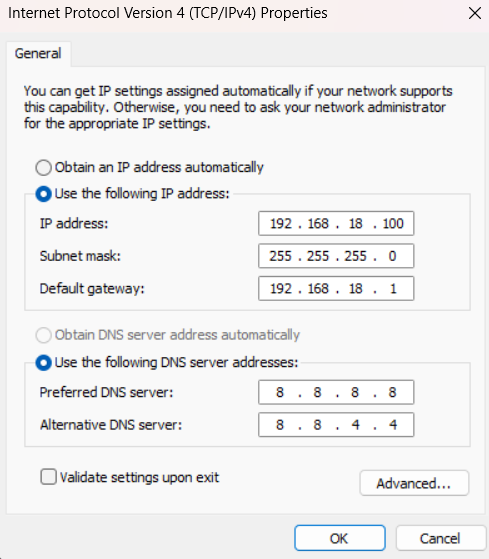 Internet Protocol Version 4 (TCP/IPv4) Properties
General
You can get IP settings assigned automatically if your network supports
this capability. Otherwise, you need to ask your network administrator
for the appropriate IP settings.
Obtain an IP address automatically
Use the following IP address:
IP address: 192 . 168 . 18 . 100
Subnet mask: 255 . 255 . 255 . 0
Default gateway: 192 . 168 . 18 . 1
Obtain DNS server address automatically
Use the following DNS server addresses:
Preferred DNS server: 8 . 8 . 8 . 8
Alternative DNS server: 8 . 8 . 4 . 4
Validate settings upon exit
Advanced...
OK Cancel